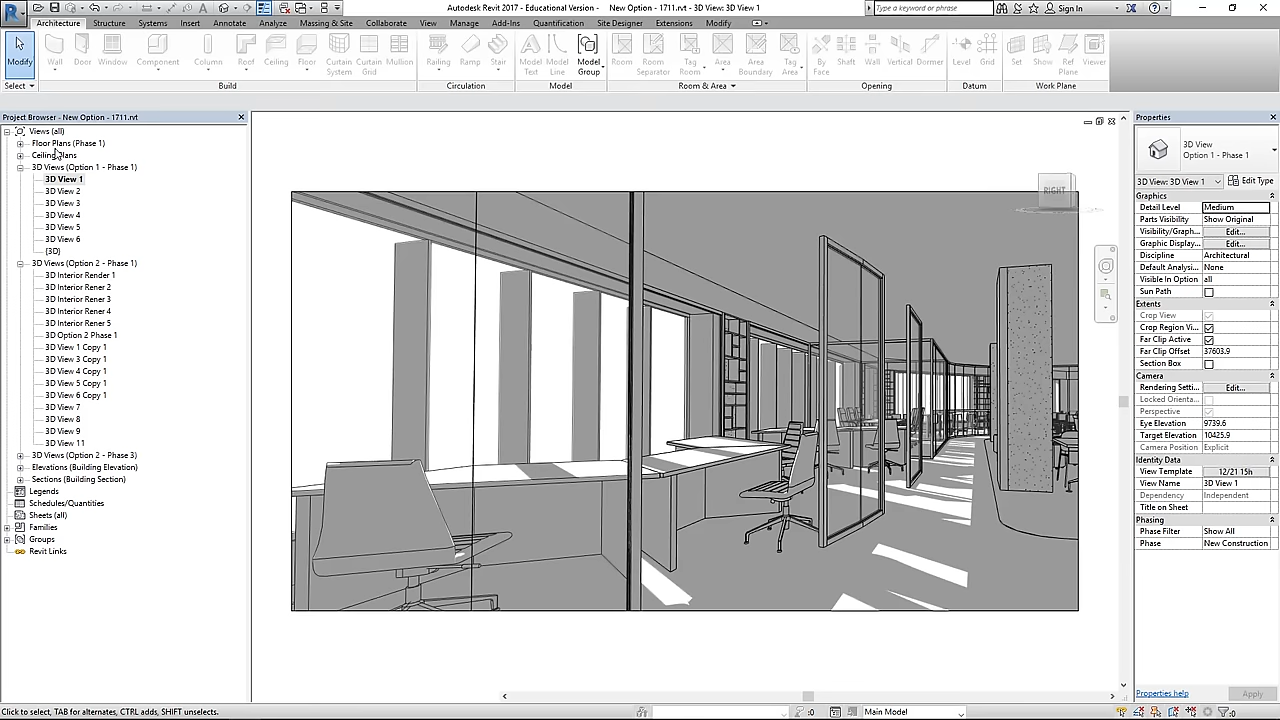 Autodesk Revit 2017 - Educational Version - New Option - 1711.rvt - 3D View: 3D View 1
Type a keyword or phrase
Sign In
Architecture Structure Systems Insert Annotate Analyze Massing & Site Collaborate View Manage Add-Ins Quantification Site Designer Extensions Modify
Modify Wall Door Window Component Column Roof Ceiling Floor Curtain System Curtain Grid Mullion Railing Ramp Stair Model Text Model Line Model Group Room Room Separator Tag Room Area Area Boundary Tag Area By Face Shaft Wall Vertical Dormer Level Grid Set Show Ref Plane Viewer
Select Build Circulation Model Room & Area Opening Datum Work Plane
Project Browser - New Option - 1711.rvt
Views (all)
Floor Plans (Phase 1)
Ceiling Plans
3D Views (Option 1 - Phase 1)
3D View 1
3D View 2
3D View 3
3D View 4
3D View 5
3D View 6
{3D}
3D Views (Option 2 - Phase 1)
3D Interior Render 1
3D Interior Rener 2
3D Interior Rener 3
3D Interior Rener 4
3D Interior Rener 5
3D Option 2 Phase 1
3D View 1 Copy 1
3D View 3 Copy 1
3D View 4 Copy 1
3D View 5 Copy 1
3D View 6 Copy 1
3D View 7
3D View 8
3D View 9
3D View 11
3D Views (Option 2 - Phase 3)
Elevations (Building Elevation)
Sections (Building Section)
Legends
Schedules/Quantities
Sheets (all)
Families
Groups
Revit Links
RIGHT
Properties
3D View
Option 1 - Phase 1
3D View: 3D View 1 Edit Type
Graphics
Detail Level Medium
Parts Visibility Show Original
Visibility/Graph... Edit...
Graphic Display... Edit...
Discipline Architectural
Default Analysi... None
Visible In Option all
Sun Path
Extents
Crop View
Crop Region Vi...
Far Clip Active
Far Clip Offset 37603.9
Section Box
Camera
Rendering Setti... Edit...
Locked Orienta...
Perspective
Eye Elevation 9739.6
Target Elevation 10425.9
Camera Position Explicit
Identity Data
View Template 12/21 15h
View Name 3D View 1
Dependency Independent
Title on Sheet
Phasing
Phase Filter Show All
Phase New Construction
Properties help Apply
Click to select, TAB for alternates, CTRL adds, SHIFT unselects.
:0 Main Model :0